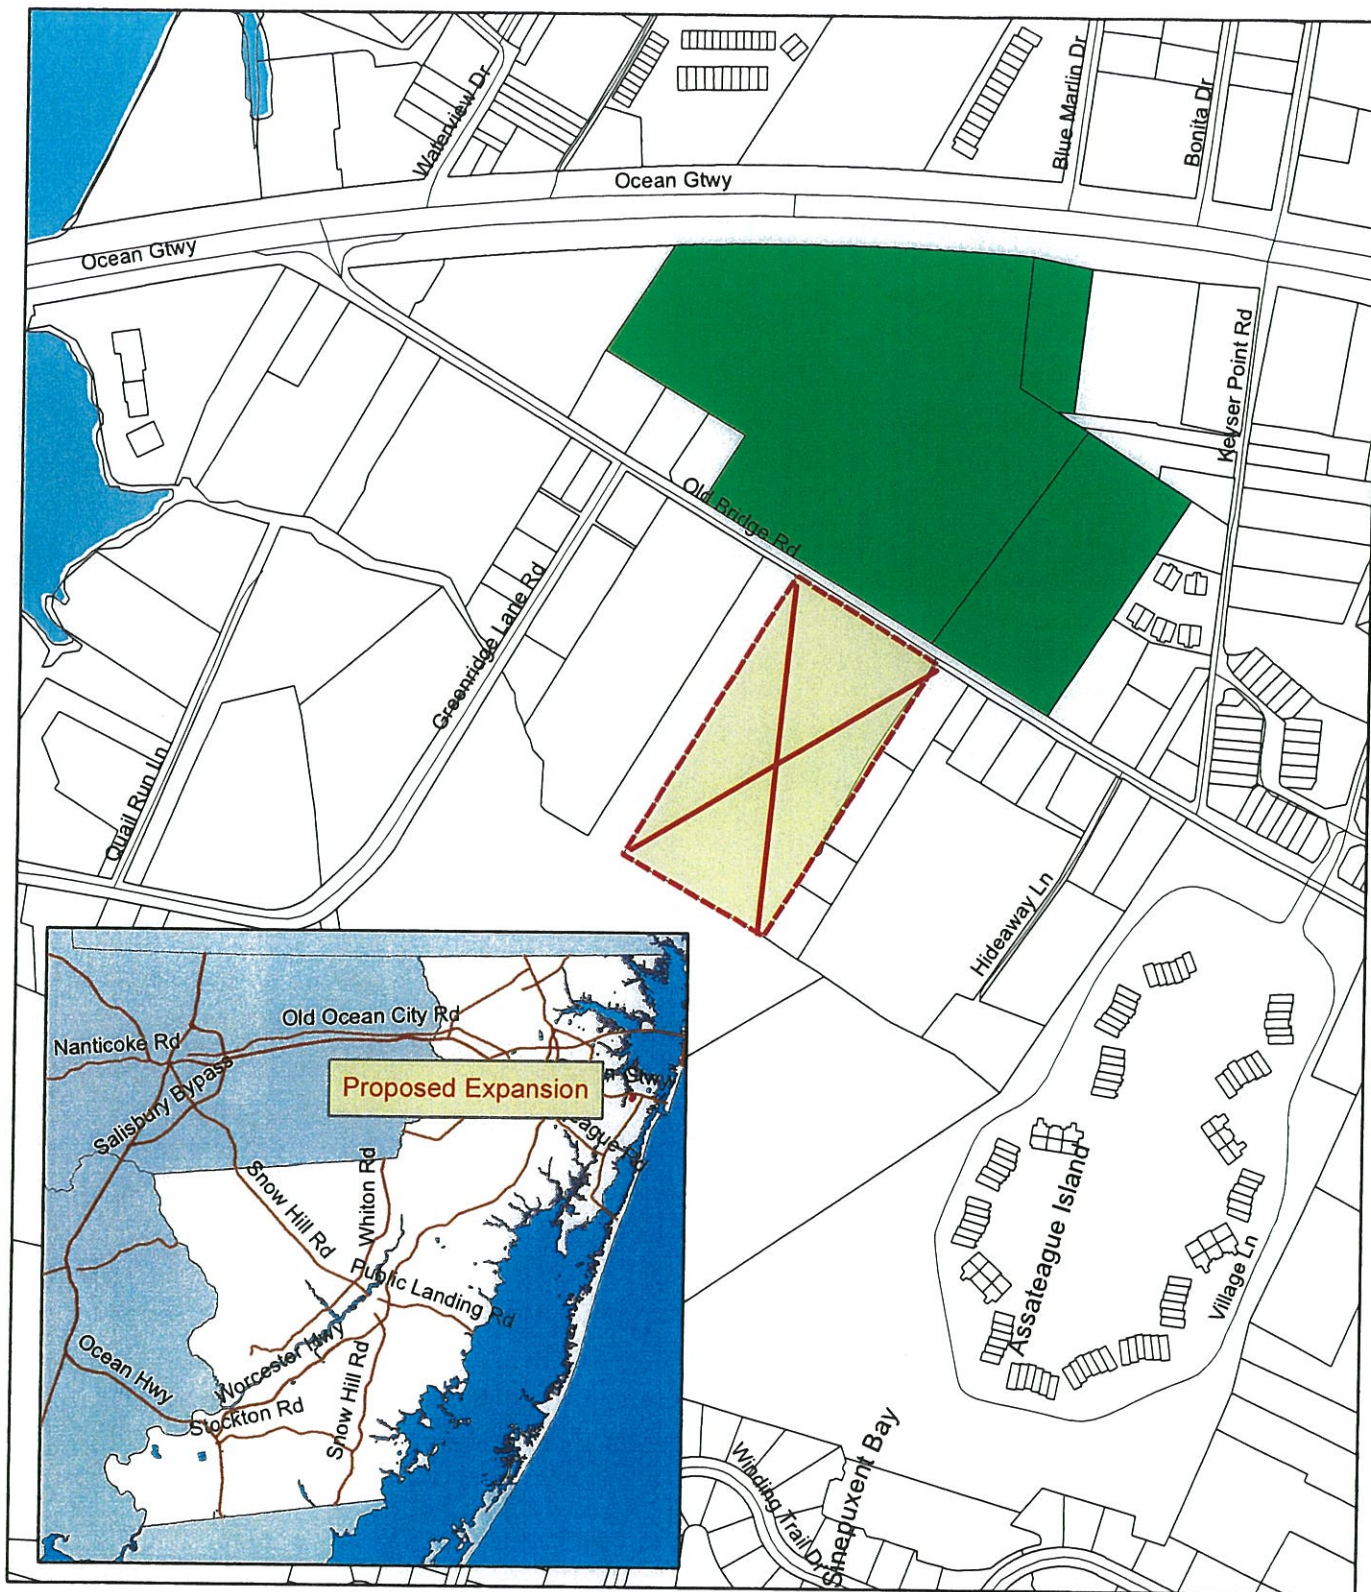 Waterview Dr
Ocean Gtwy
Blue Marlin Dr
Bonita Dr
Ocean Gtwy
Keyser Point Rd
Old Bridge Rd
Greenridge Lane Rd
Quail Run Ln
Hideaway Ln
Assateague Island
Village Ln
Winding Trail Dr
Sinepuxent Bay
Old Ocean City Rd
Nanticoke Rd
Salisbury Bypass
Proposed Expansion
n Gtwy
eague Rd
Snow Hill Rd
Whiton Rd
Public Landing Rd
Ocean Hwy
Worcester Hwy
Stockton Rd
Snow Hill Rd